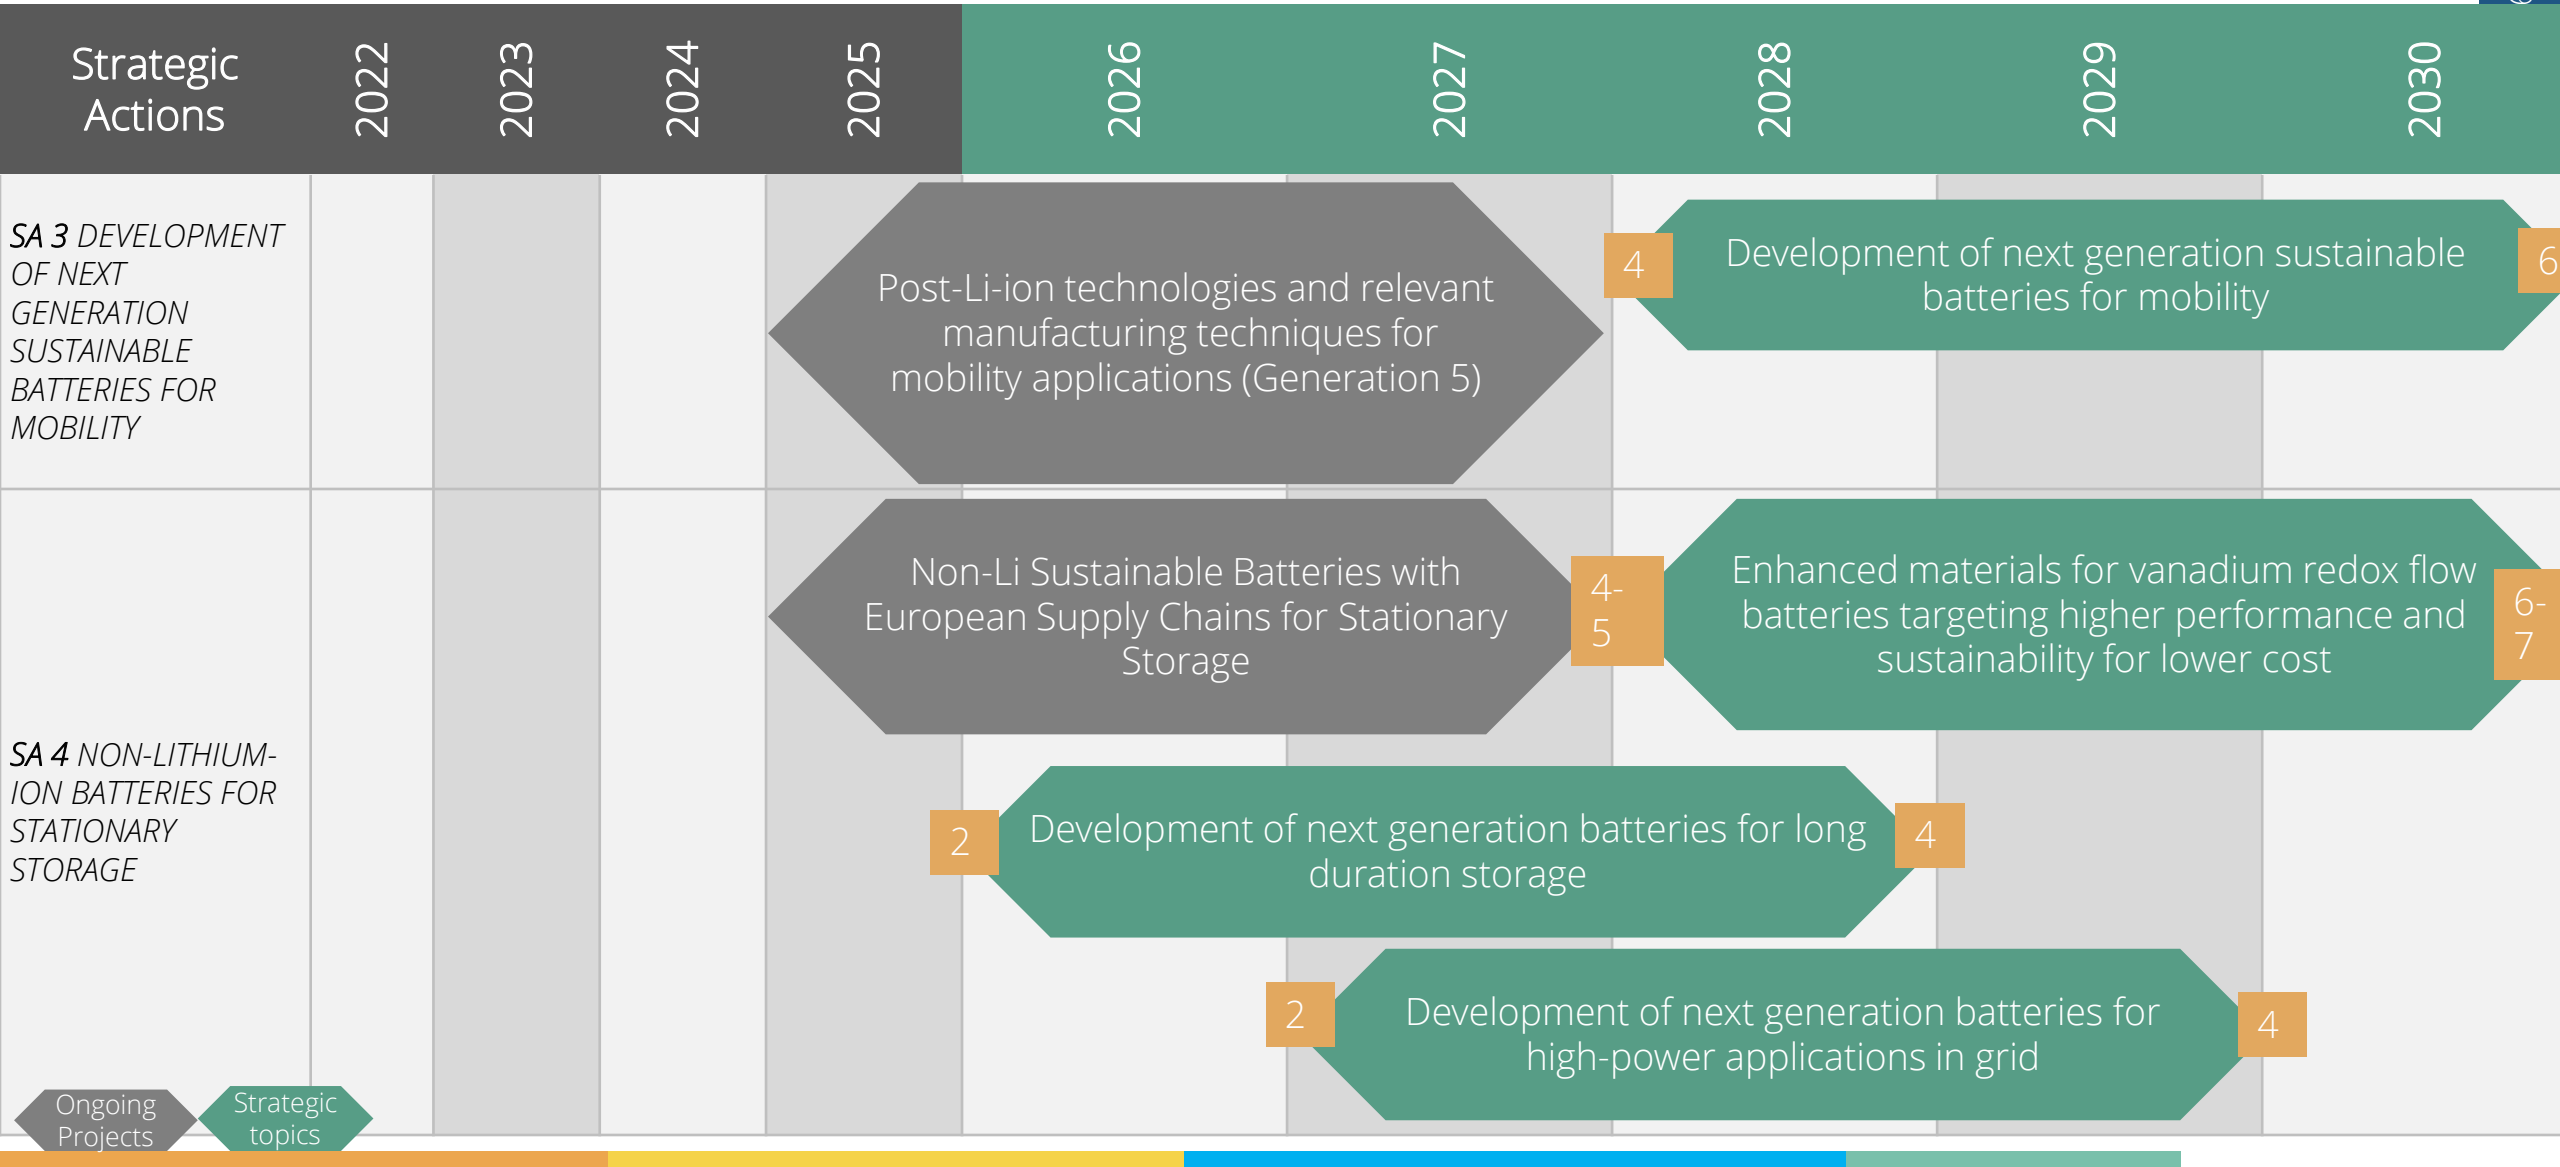 Strategic
Actions
2022
2023
2024
2025
2026
2027
2028
2029
2030
SA 3 DEVELOPMENT
OF NEXT
GENERATION
SUSTAINABLE
BATTERIES FOR
MOBILITY
Post-Li-ion technologies and relevant
manufacturing techniques for
mobility applications (Generation 5)
4
Development of next generation sustainable
batteries for mobility
6
SA 4 NON-LITHIUM-
ION BATTERIES FOR
STATIONARY
STORAGE
Non-Li Sustainable Batteries with
European Supply Chains for Stationary
Storage
4-
5
Enhanced materials for vanadium redox flow
batteries targeting higher performance and
sustainability for lower cost
6-
7
2
Development of next generation batteries for long
duration storage
4
2
Development of next generation batteries for
high-power applications in grid
4
Ongoing
Projects
Strategic
topics